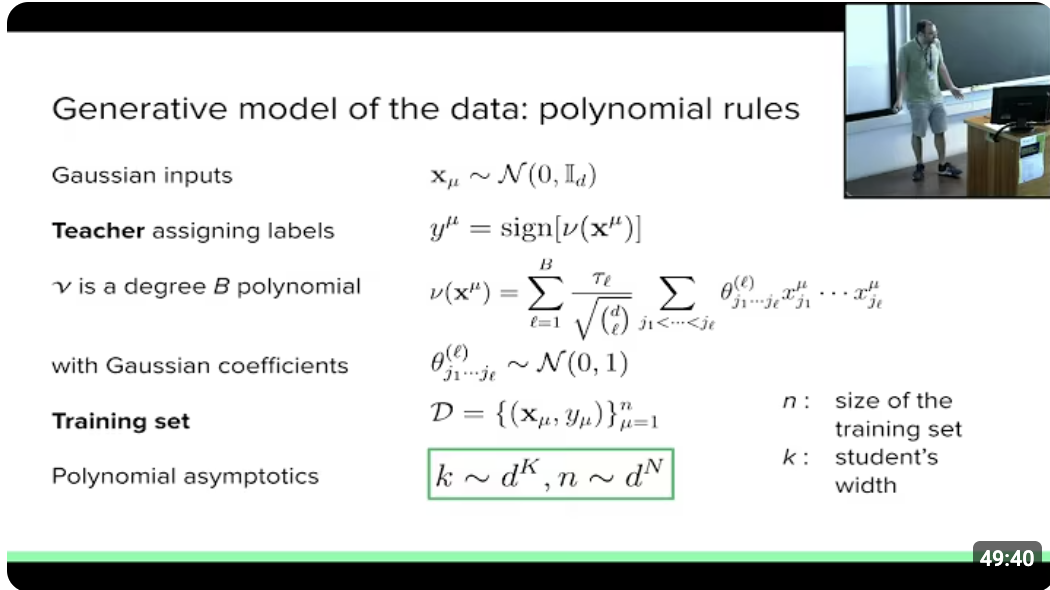 Generative model of the data: polynomial rules
Gaussian inputs $\mathbf{x}_\mu \sim \mathcal{N}(0, \mathbb{I}_d)$
Teacher assigning labels $y^\mu = \text{sign}[\nu(\mathbf{x}^\mu)]$
$\nu$ is a degree B polynomial $\nu(\mathbf{x}^\mu) = \sum_{\ell=1}^{B} \frac{\tau_\ell}{\sqrt{\binom{d}{\ell}}} \sum_{j_1<\cdots<j_\ell} \theta^{(\ell)}_{j_1\cdots j_\ell} x^\mu_{j_1} \cdots x^\mu_{j_\ell}$
with Gaussian coefficients $\theta^{(\ell)}_{j_1\cdots j_\ell} \sim \mathcal{N}(0, 1)$
Training set $\mathcal{D} = \{(\mathbf{x}_\mu, y_\mu)\}_{\mu=1}^{n}$
Polynomial asymptotics $k \sim d^K, n \sim d^N$
n : size of the
training set
k : student's
width
49:40